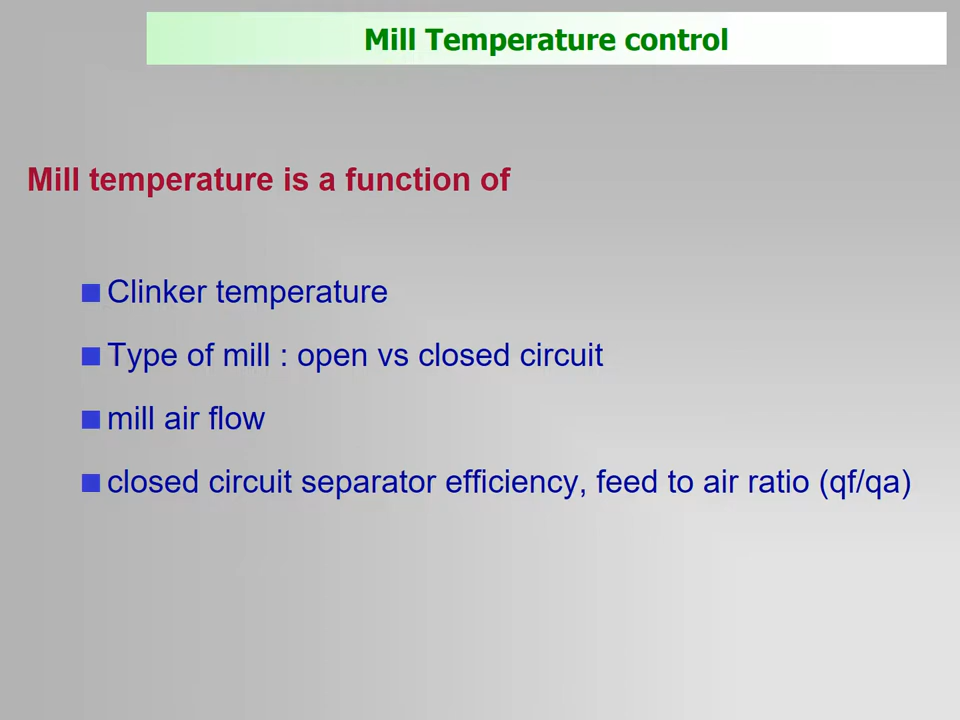 Mill Temperature control
Mill temperature is a function of
Clinker temperature
Type of mill : open vs closed circuit
mill air flow
closed circuit separator efficiency, feed to air ratio (qf/qa)